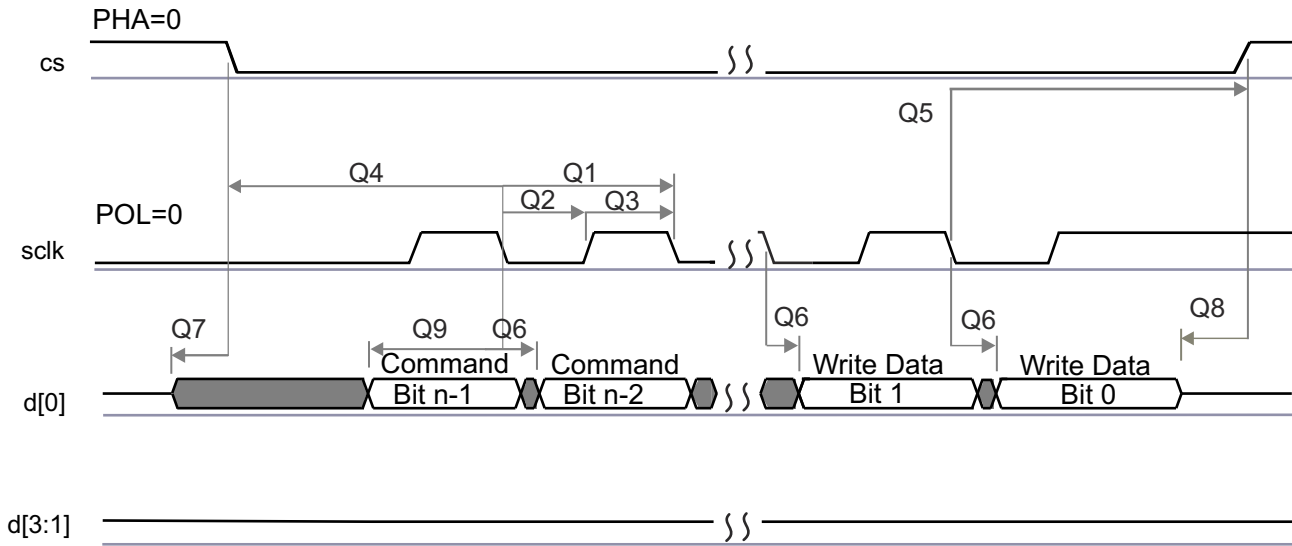 PHA=0
cs
Q5
Q4 Q1
Q2 Q3
POL=0
sclk
Q7 Q9 Q6 Q6 Q6 Q8
Command Command Write Data Write Data
d[0] Bit n-1 Bit n-2 Bit 1 Bit 0
d[3:1]